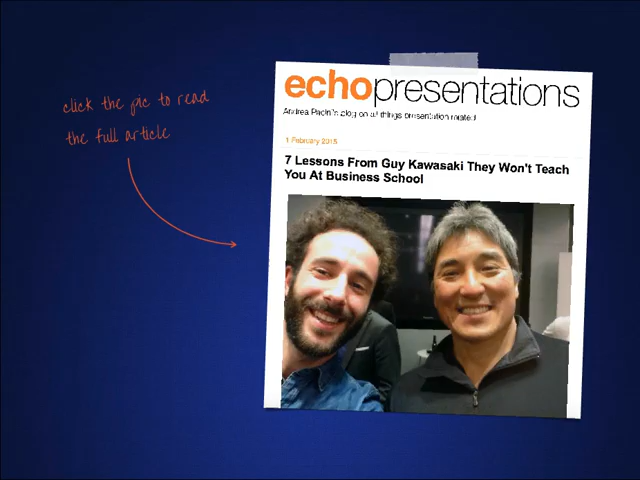 click the pic to read
the full article
echopresentations
Andrea Pacini's blog on all things presentation related
1 February 2015
7 Lessons From Guy Kawasaki They Won't Teach
You At Business School